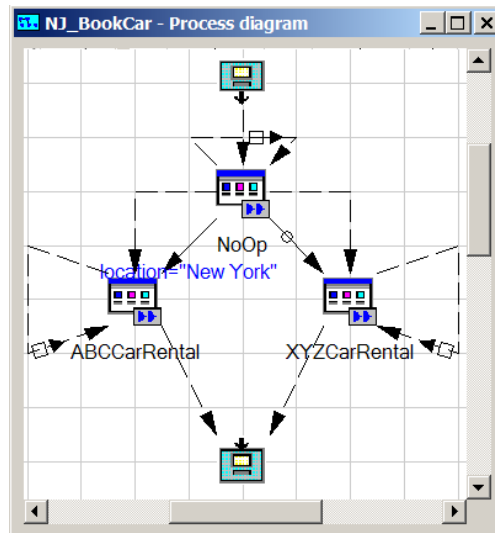 NJ_BookCar - Process diagram
NoOp
location="New York"
ABCCarRental
XYZCarRental